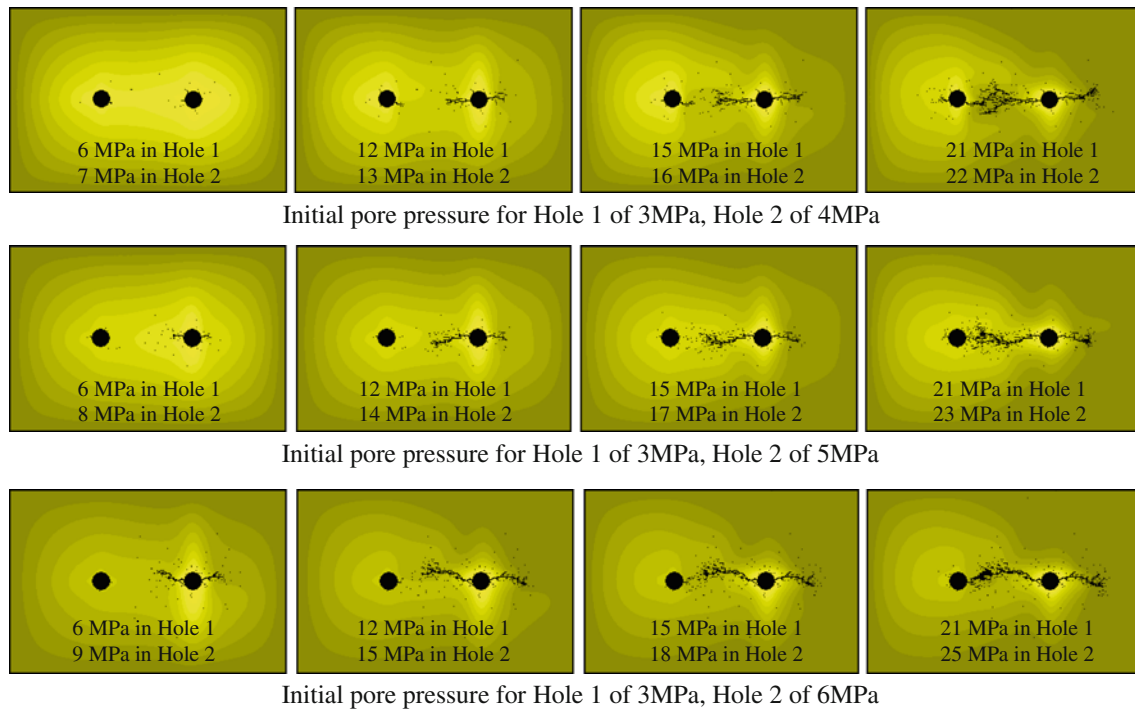 6 MPa in Hole 1
7 MPa in Hole 2
12 MPa in Hole 1
13 MPa in Hole 2
15 MPa in Hole 1
16 MPa in Hole 2
21 MPa in Hole 1
22 MPa in Hole 2
Initial pore pressure for Hole 1 of 3MPa, Hole 2 of 4MPa
6 MPa in Hole 1
8 MPa in Hole 2
12 MPa in Hole 1
14 MPa in Hole 2
15 MPa in Hole 1
17 MPa in Hole 2
21 MPa in Hole 1
23 MPa in Hole 2
Initial pore pressure for Hole 1 of 3MPa, Hole 2 of 5MPa
6 MPa in Hole 1
9 MPa in Hole 2
12 MPa in Hole 1
15 MPa in Hole 2
15 MPa in Hole 1
18 MPa in Hole 2
21 MPa in Hole 1
25 MPa in Hole 2
Initial pore pressure for Hole 1 of 3MPa, Hole 2 of 6MPa